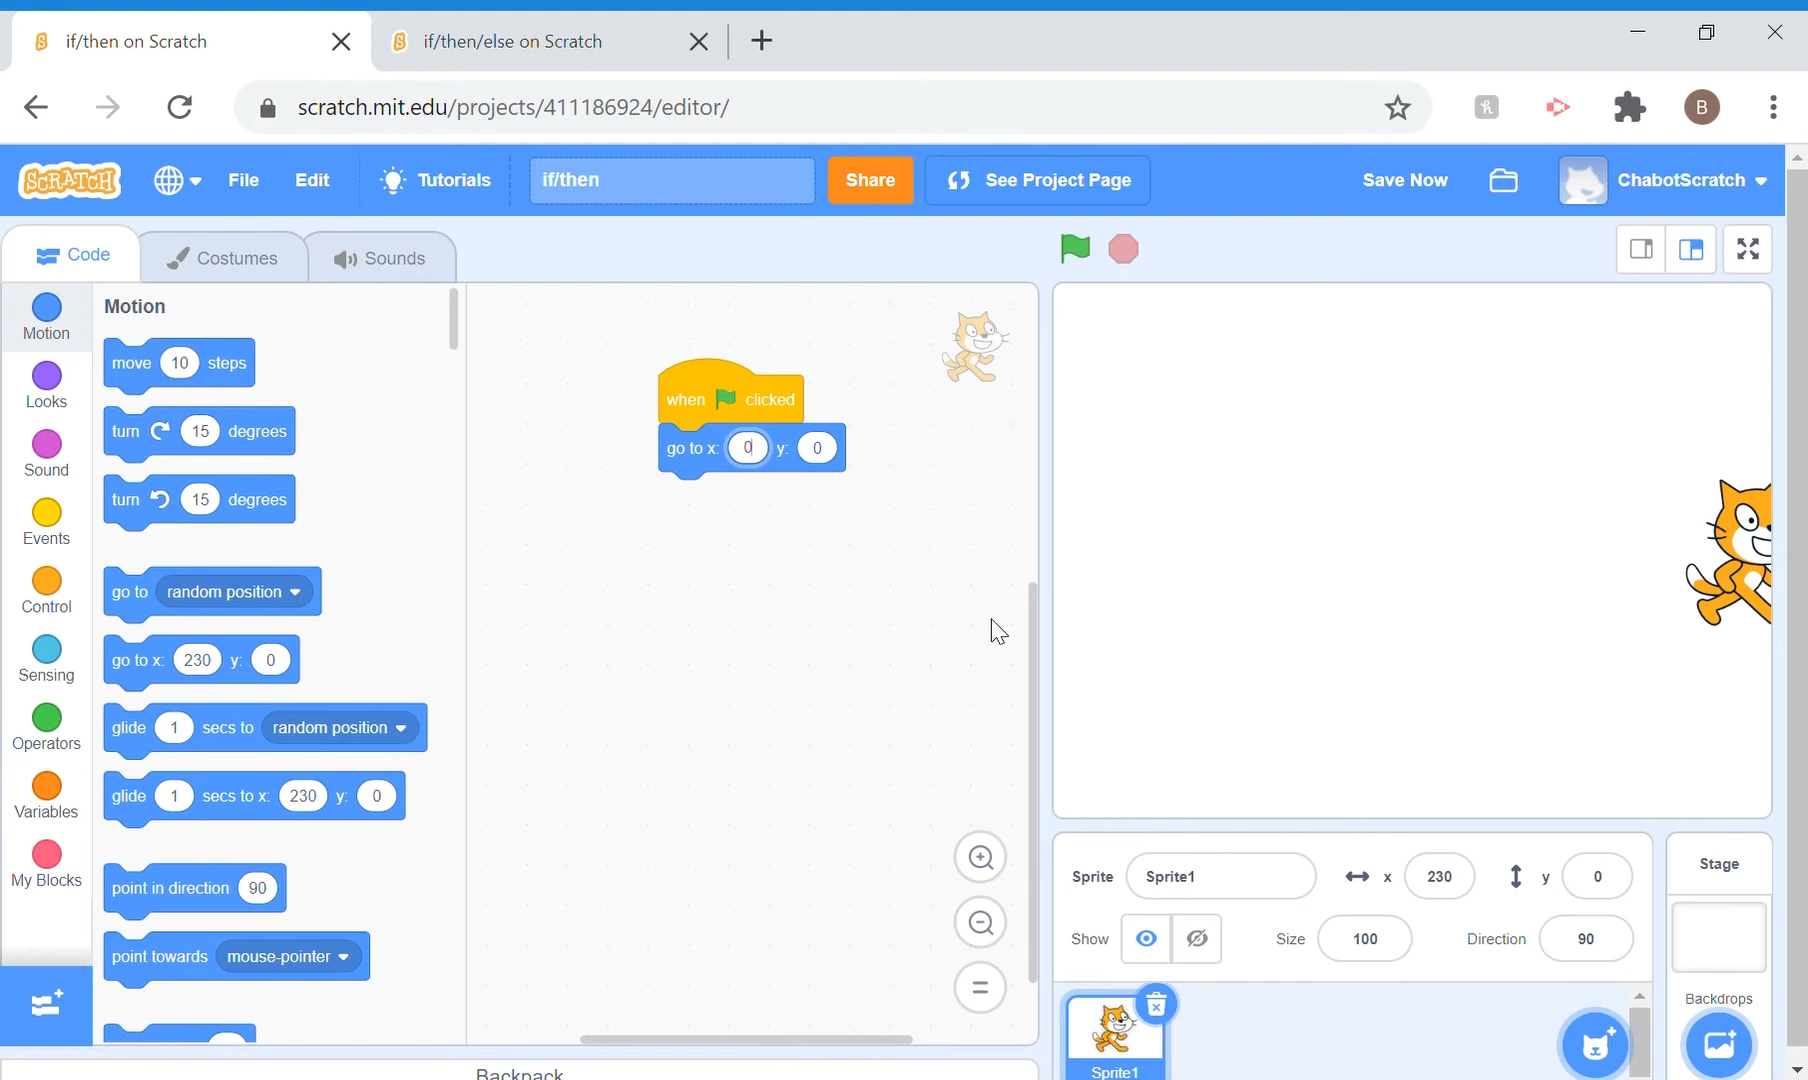 if/then on Scratch
if/then/else on Scratch
scratch.mit.edu/projects/411186924/editor/
B
SCRATCH
File
Edit
Tutorials
if/then
Share
See Project Page
Save Now
ChabotScratch
Code
Costumes
Sounds
Motion
Looks
Sound
Events
Control
Sensing
Operators
Variables
My Blocks
Motion
move 10 steps
turn 15 degrees
turn 15 degrees
go to random position
go to x: 230 y: 0
glide 1 secs to random position
glide 1 secs to x: 230 y: 0
point in direction 90
point towards mouse-pointer
when clicked
go to x: 0 y: 0
Backpack
Sprite Sprite1 x 230 y 0
Show Size 100 Direction 90
Sprite1
Stage
Backdrops